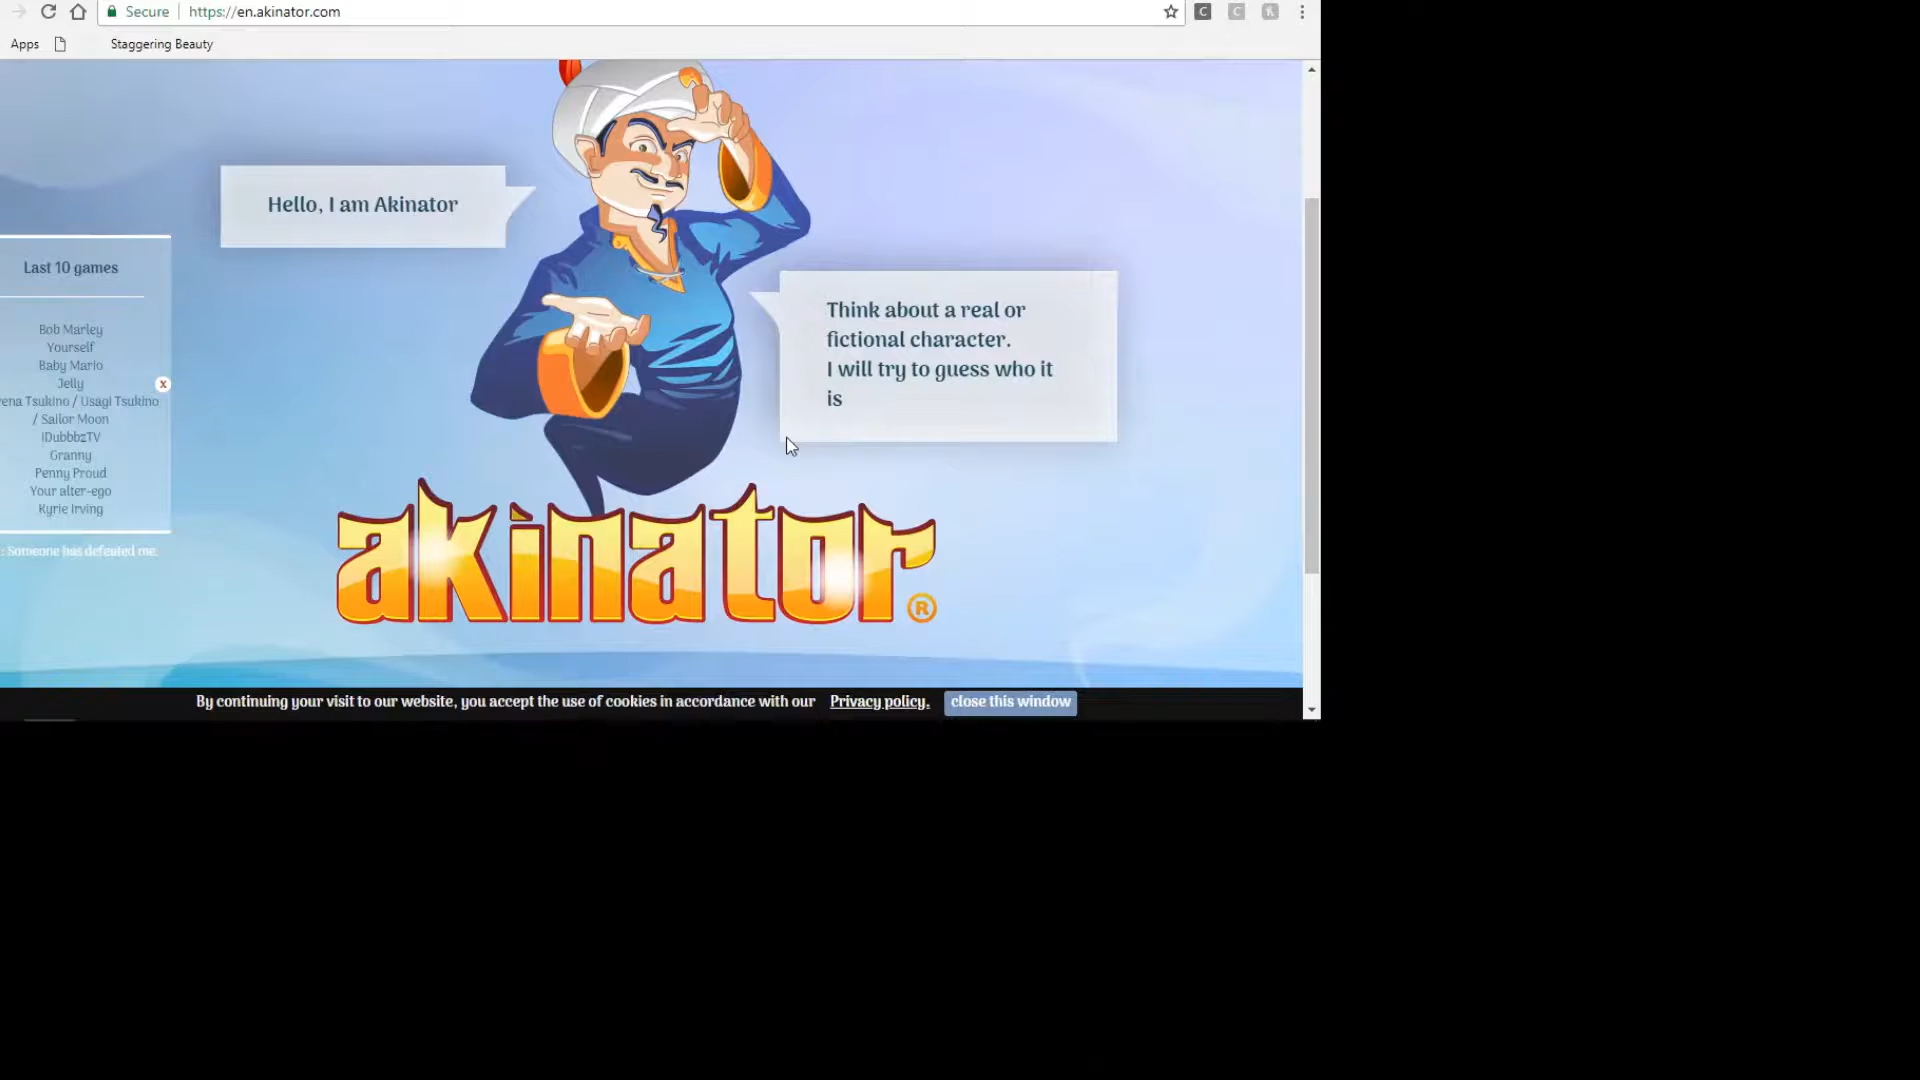 Secure https://en.akinator.com
Apps Staggering Beauty
Hello, I am Akinator
Think about a real or
fictional character.
I will try to guess who it
is
Last 10 games
Bob Marley
Yourself
Baby Mario
Jelly
x
ena Tsukino / Usagi Tsukino
/ Sailor Moon
iDubbbzTV
Granny
Penny Proud
Your alter-ego
Kyrie Irving
: Someone has defeated me.
akinator®
By continuing your visit to our website, you accept the use of cookies in accordance with our Privacy policy. close this window